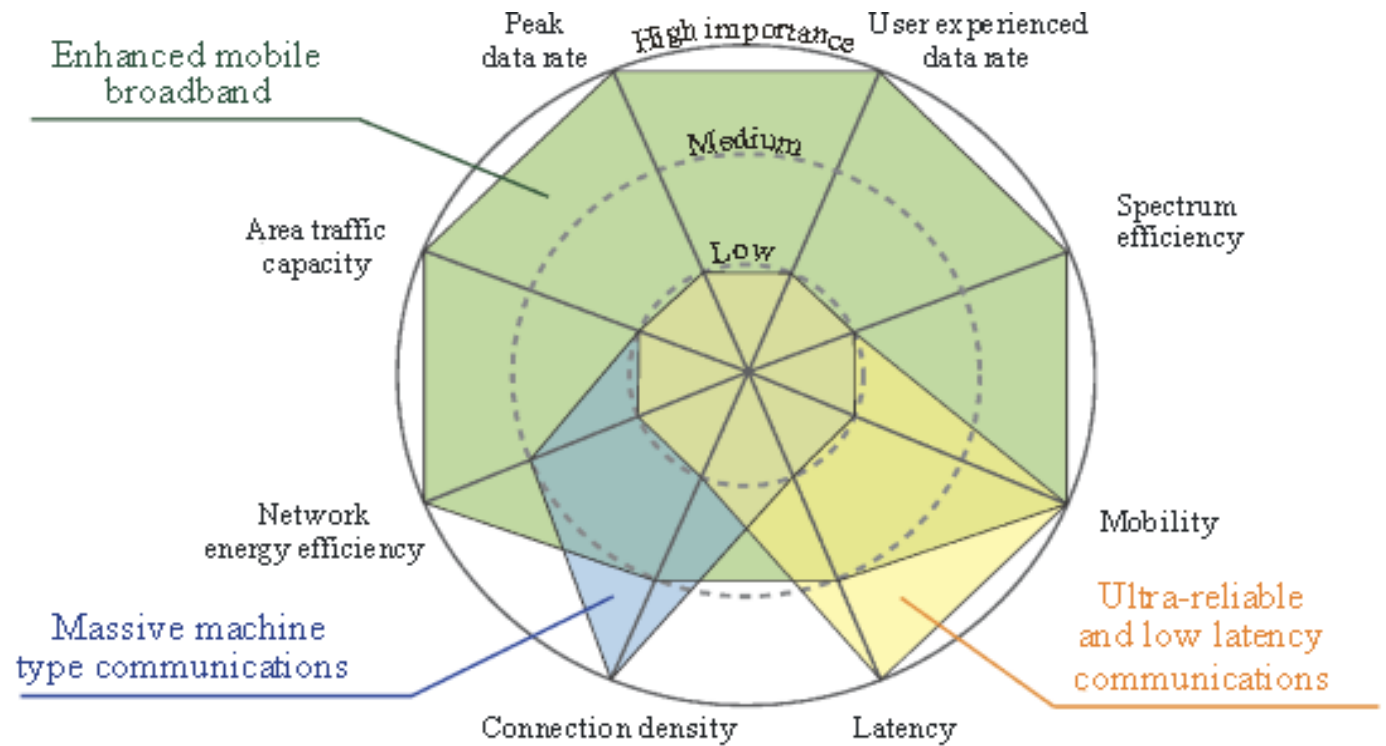 Peak
data rate
High importance
User experienced
data rate
Enhanced mobile
broadband
Medium
Area traffic
capacity
Spectrum
efficiency
Low
Network
energy efficiency
Mobility
Massive machine
type communications
Ultra-reliable
and low latency
communications
Connection density
Latency